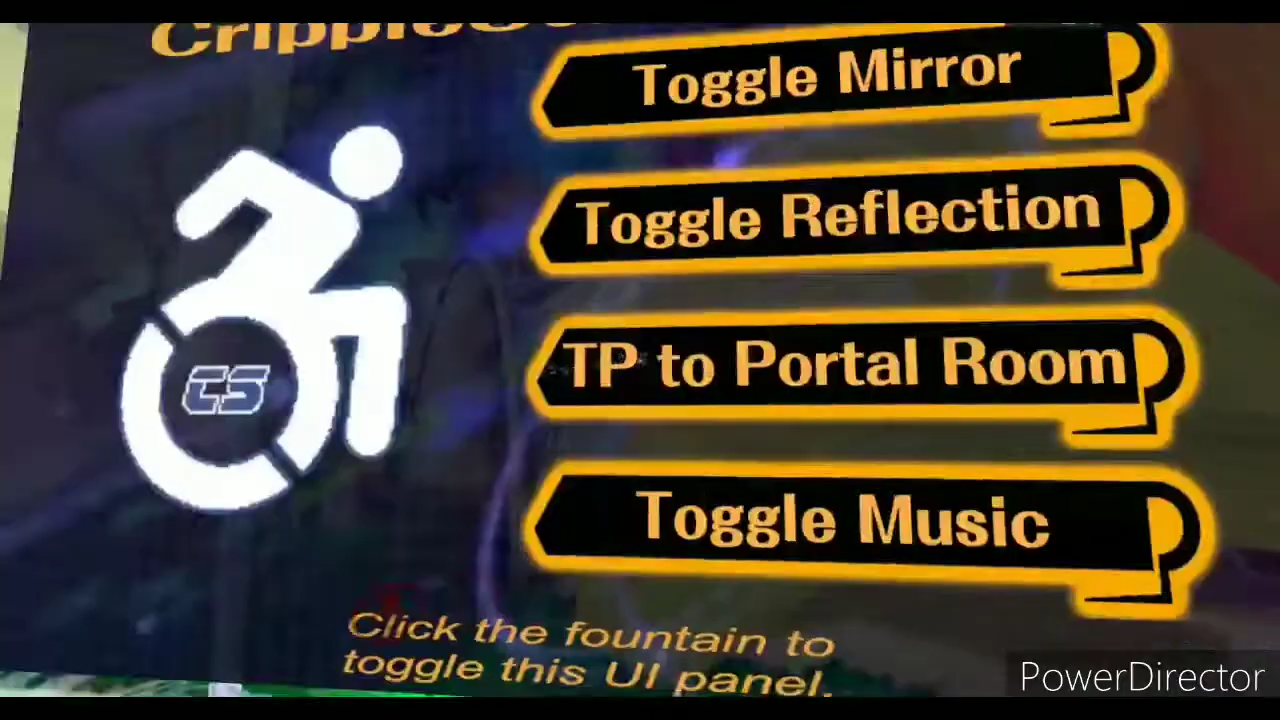 Toggle Mirror
Toggle Reflection
TP to Portal Room
CS
Toggle Music
Click the fountain to
toggle this UI panel.
PowerDirector